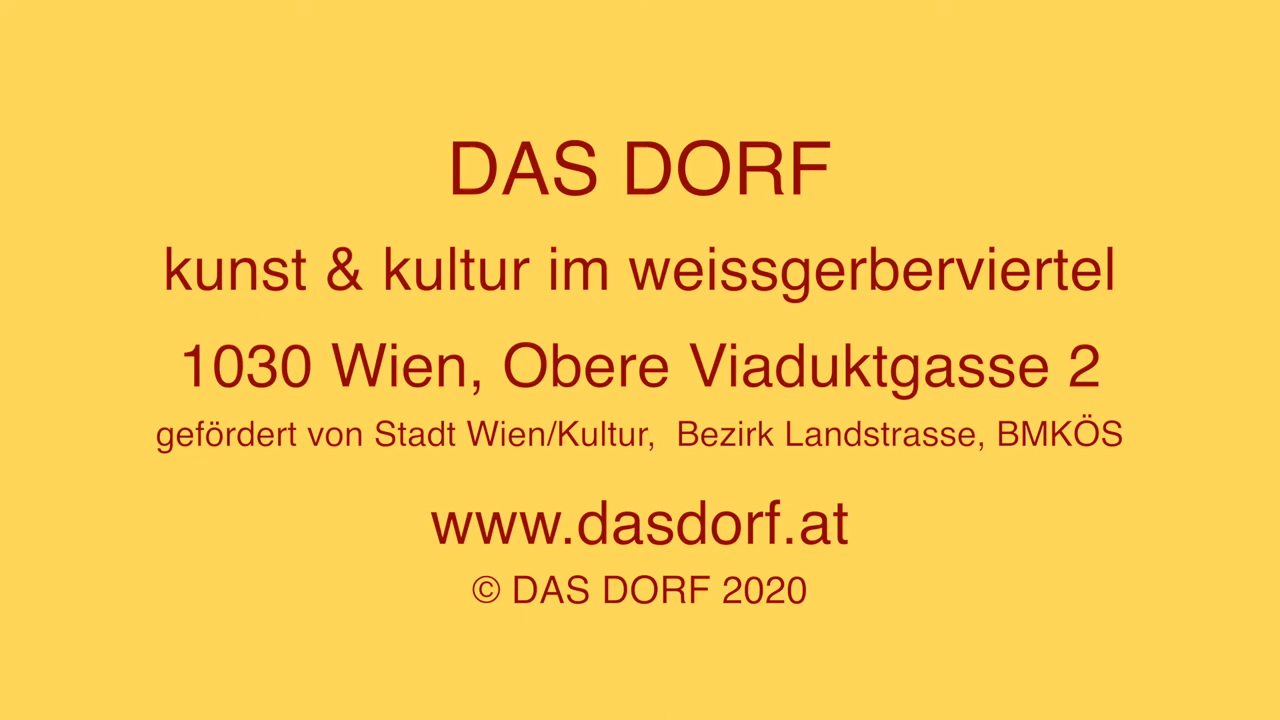 DAS DORF
kunst & kultur im weissgerberviertel
1030 Wien, Obere Viaduktgasse 2
gefördert von Stadt Wien/Kultur,  Bezirk Landstrasse, BMKÖS
www.dasdorf.at
© DAS DORF 2020